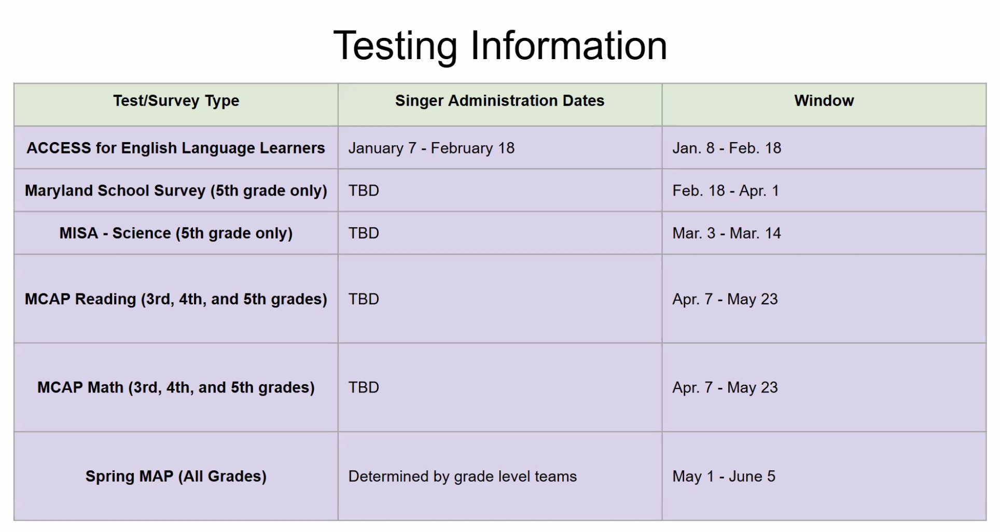 Testing Information
Test/Survey Type Singer Administration Dates Window
ACCESS for English Language Learners January 7 - February 18 Jan. 8 - Feb. 18
Maryland School Survey (5th grade only) TBD Feb. 18 - Apr. 1
MISA - Science (5th grade only) TBD Mar. 3 - Mar. 14
MCAP Reading (3rd, 4th, and 5th grades) TBD Apr. 7 - May 23
MCAP Math (3rd, 4th, and 5th grades) TBD Apr. 7 - May 23
Spring MAP (All Grades) Determined by grade level teams May 1 - June 5